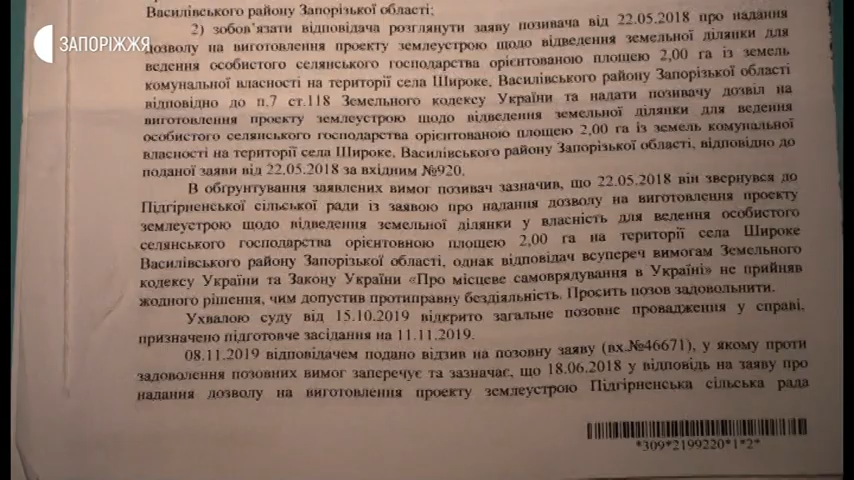 Василівського району Запорізької області;
ЗАПОРІЖЖЯ
2) зобов'язати відповідача розглянути заяву позивача від 22.05.2018 про надання
дозволу на виготовлення проекту землеустрою щодо відведення земельної ділянки для
ведення особистого селянського господарства орієнтованою площею 2,00 га із земель
комунальної власності на території села Широке, Василівського району Запорізької області
відповідно до п.7 ст.118 Земельного кодексу України та надати позивачу дозвіл на
виготовлення проекту землеустрою щодо відведення земельної ділянки для ведення
особистого селянського господарства орієнтованою площею 2,00 га із земель комунальної
власності на території села Широке, Василівського району Запорізької області, відповідно до
поданої заяви від 22.05.2018 за вхідним №920.
В обґрунтування заявлених вимог позивач зазначив, що 22.05.2018 він звернувся до
Підгірненської сільської ради із заявою про надання дозволу на виготовлення проекту
землеустрою щодо відведення земельної ділянки у власність для ведення особистого
селянського господарства орієнтовною площею 2,00 га на території села Широке
Василівського району Запорізької області, однак відповідач всупереч вимогам Земельного
кодексу України та Закону України «Про місцеве самоврядування в Україні» не прийняв
жодного рішення, чим допустив протиправну бездіяльність. Просить позов задовольнити.
Ухвалою суду від 15.10.2019 відкрито загальне позовне провадження у справі,
призначено підготовче засідання на 11.11.2019.
08.11.2019 відповідачем подано відзив на позовну заяву (вх.№46671), у якому проти
задоволення позовних вимог заперечує та зазначає, що 18.06.2018 у відповідь на заяву про
надання дозволу на виготовлення проекту землеустрою Підгірненська сільська рада
*309*2199220*1*2*